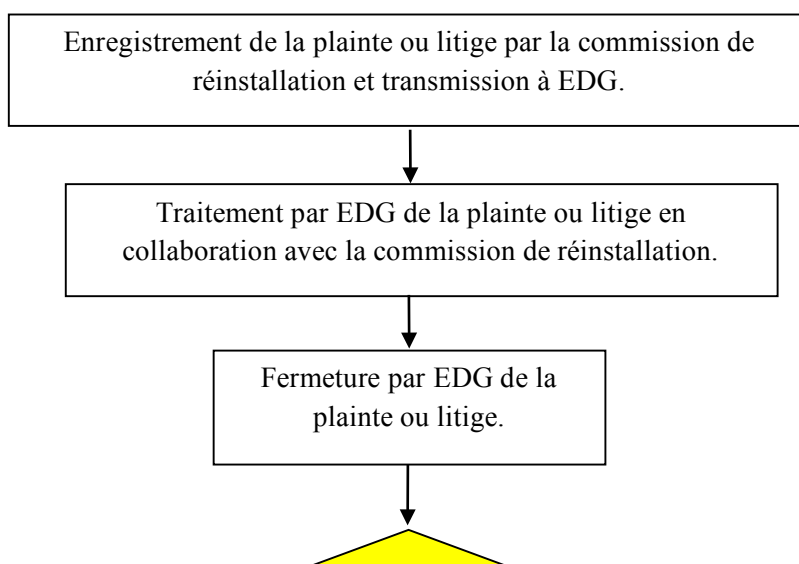 Enregistrement de la plainte ou litige par la commission de
réinstallation et transmission à EDG.
Traitement par EDG de la plainte ou litige en
collaboration avec la commission de réinstallation.
Fermeture par EDG de la
plainte ou litige.